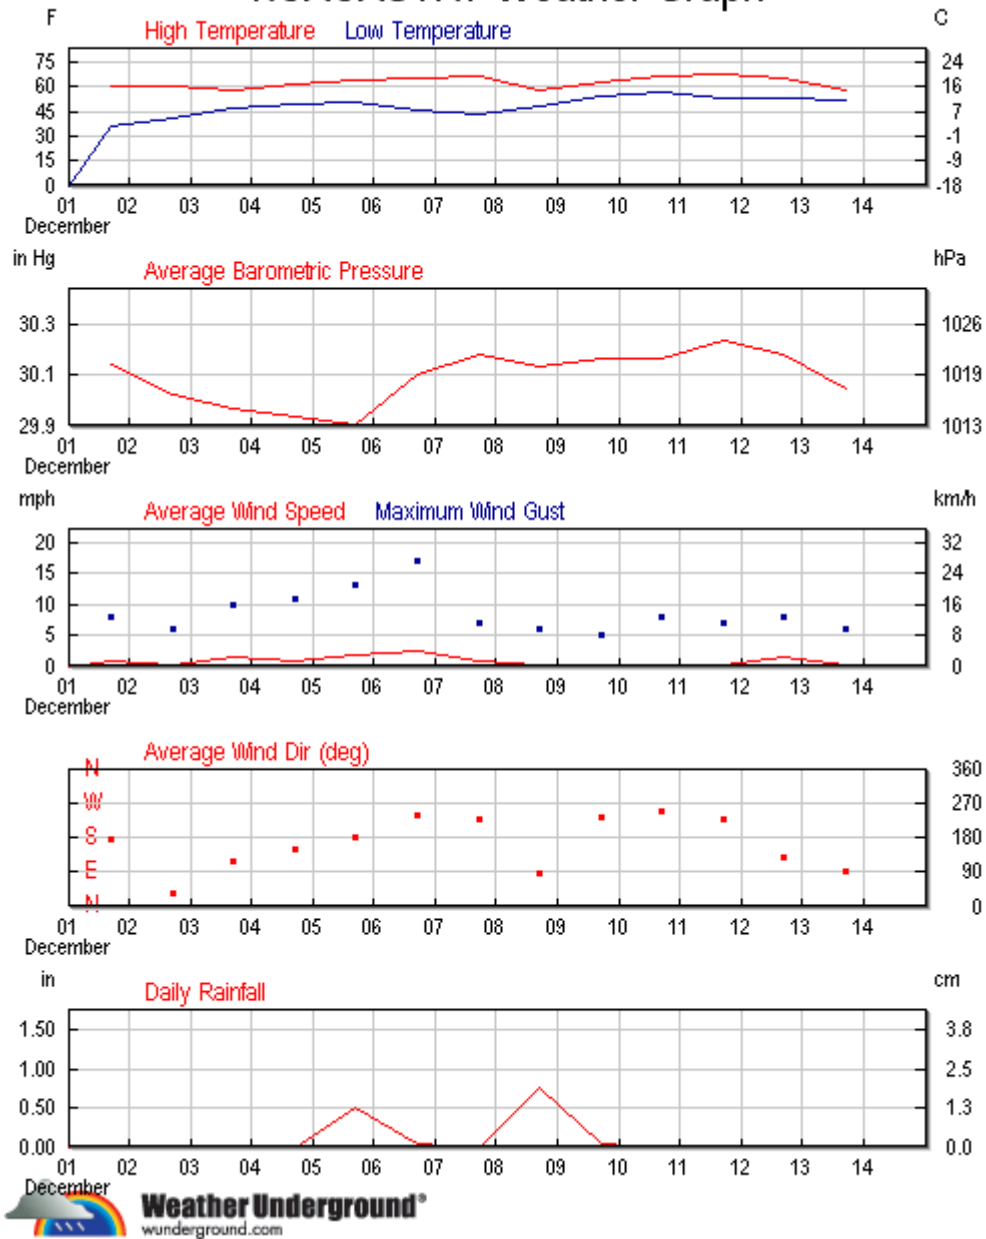 Weather Graph
F C
High Temperature Low Temperature
75 24
60 16
45 7
30 -1
15 -9
0 -18
01 02 03 04 05 06 07 08 09 10 11 12 13 14
December
in Hg hPa
Average Barometric Pressure
30.3 1026
30.1 1019
29.9 1013
01 02 03 04 05 06 07 08 09 10 11 12 13 14
December
mph km/h
Average Wind Speed Maximum Wind Gust
20 32
15 24
10 16
5 8
0 0
01 02 03 04 05 06 07 08 09 10 11 12 13 14
December
Average Wind Dir (deg)
N 360
W 270
S 180
E 90
N 0
01 02 03 04 05 06 07 08 09 10 11 12 13 14
December
in cm
Daily Rainfall
1.50 3.8
1.00 2.5
0.50 1.3
0.00 0.0
01 02 03 04 05 06 07 08 09 10 11 12 13 14
December
Weather Underground®
wunderground.com